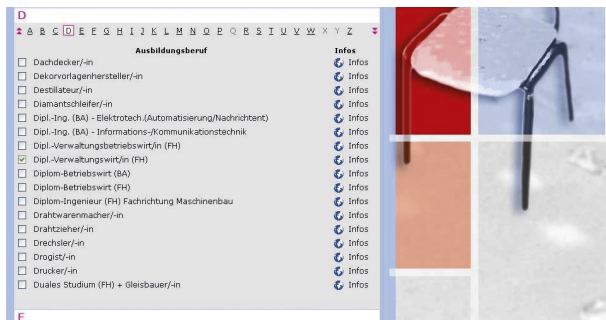 D
A B C D E F G H I J K L M N O P Q R S T U V W X Y Z
Ausbildungsberuf Infos
Dachdecker/-in Infos
Dekorvorlagenhersteller/-in Infos
Destillateur/-in Infos
Diamantschleifer/-in Infos
Dipl.-Ing. (BA) - Elektrotech.(Automatisierung/Nachrichtent) Infos
Dipl.-Ing. (BA) - Informations-/Kommunikationstechnik Infos
Dipl.-Verwaltungsbetriebswirt/in (FH) Infos
Dipl.-Verwaltungswirt/in (FH) Infos
Diplom-Betriebswirt (BA) Infos
Diplom-Betriebswirt (FH) Infos
Diplom-Ingenieur (FH) Fachrichtung Maschinenbau Infos
Drahtwarenmacher/-in Infos
Drahtzieher/-in Infos
Drechsler/-in Infos
Drogist/-in Infos
Drucker/-in Infos
Duales Studium (FH) + Gleisbauer/-in Infos
E